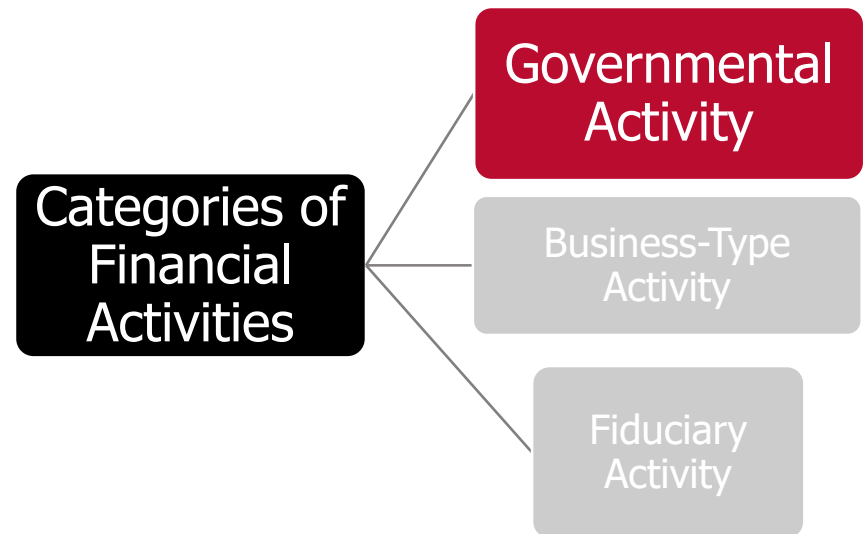 Categories of
Financial
Activities
Governmental
Activity
Business-Type
Activity
Fiduciary
Activity